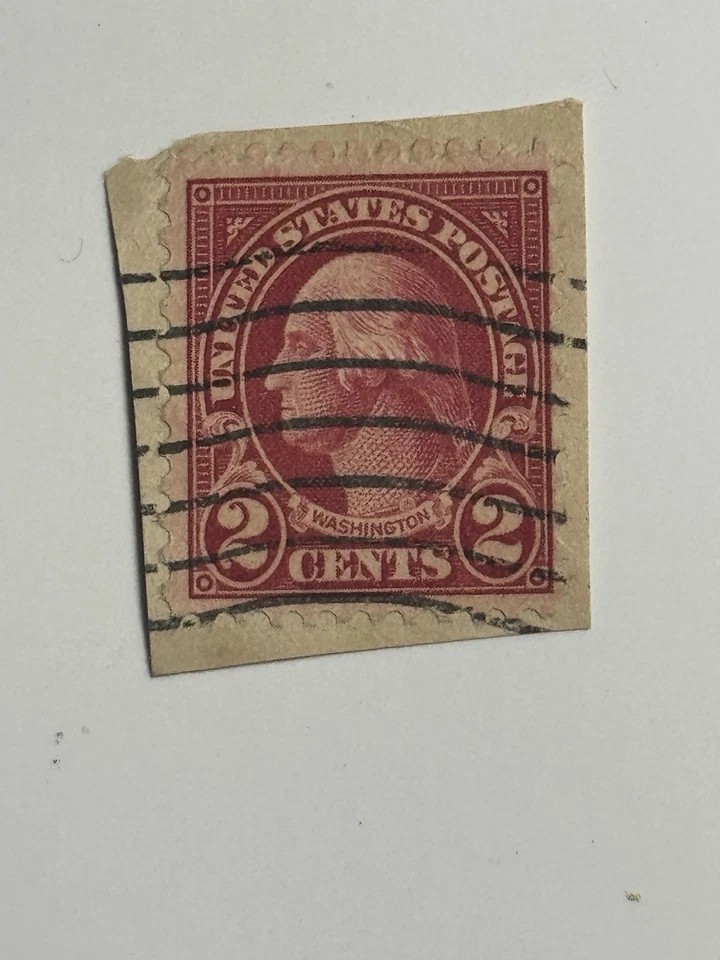 UNITED STATES POSTAGE
WASHINGTON
2 CENTS 2